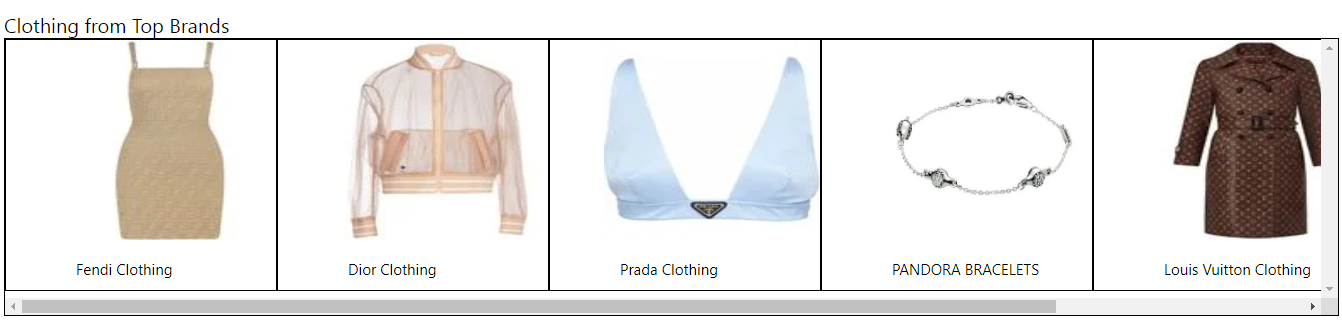 Clothing from Top Brands
Fendi Clothing
Dior Clothing
Prada Clothing
PANDORA BRACELETS
Louis Vuitton Clothing